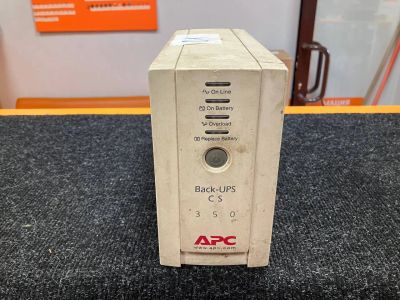 On Line
On Battery
Overload
Replace Battery
Back-UPS
CS
350
APC
www.apc.com